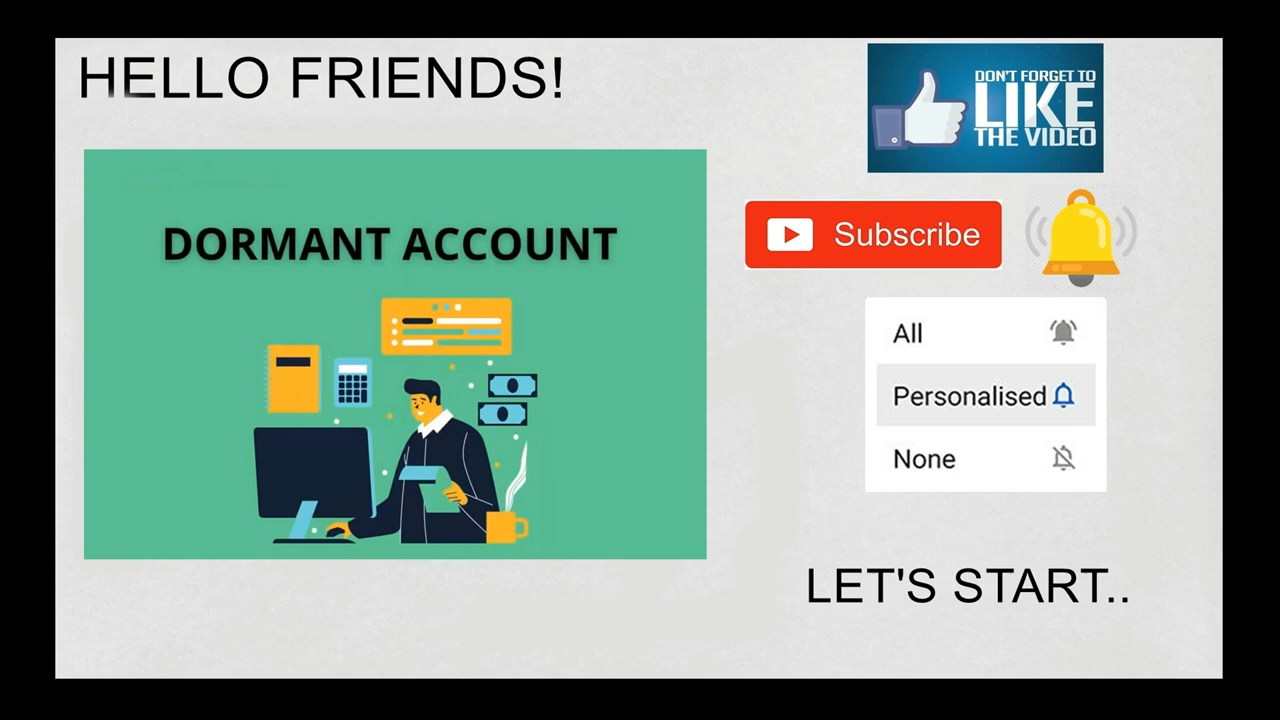 HELLO FRIENDS!
DORMANT ACCOUNT
DON'T FORGET TO
LIKE
THE VIDEO
Subscribe
All
Personalised
None
LET'S START..